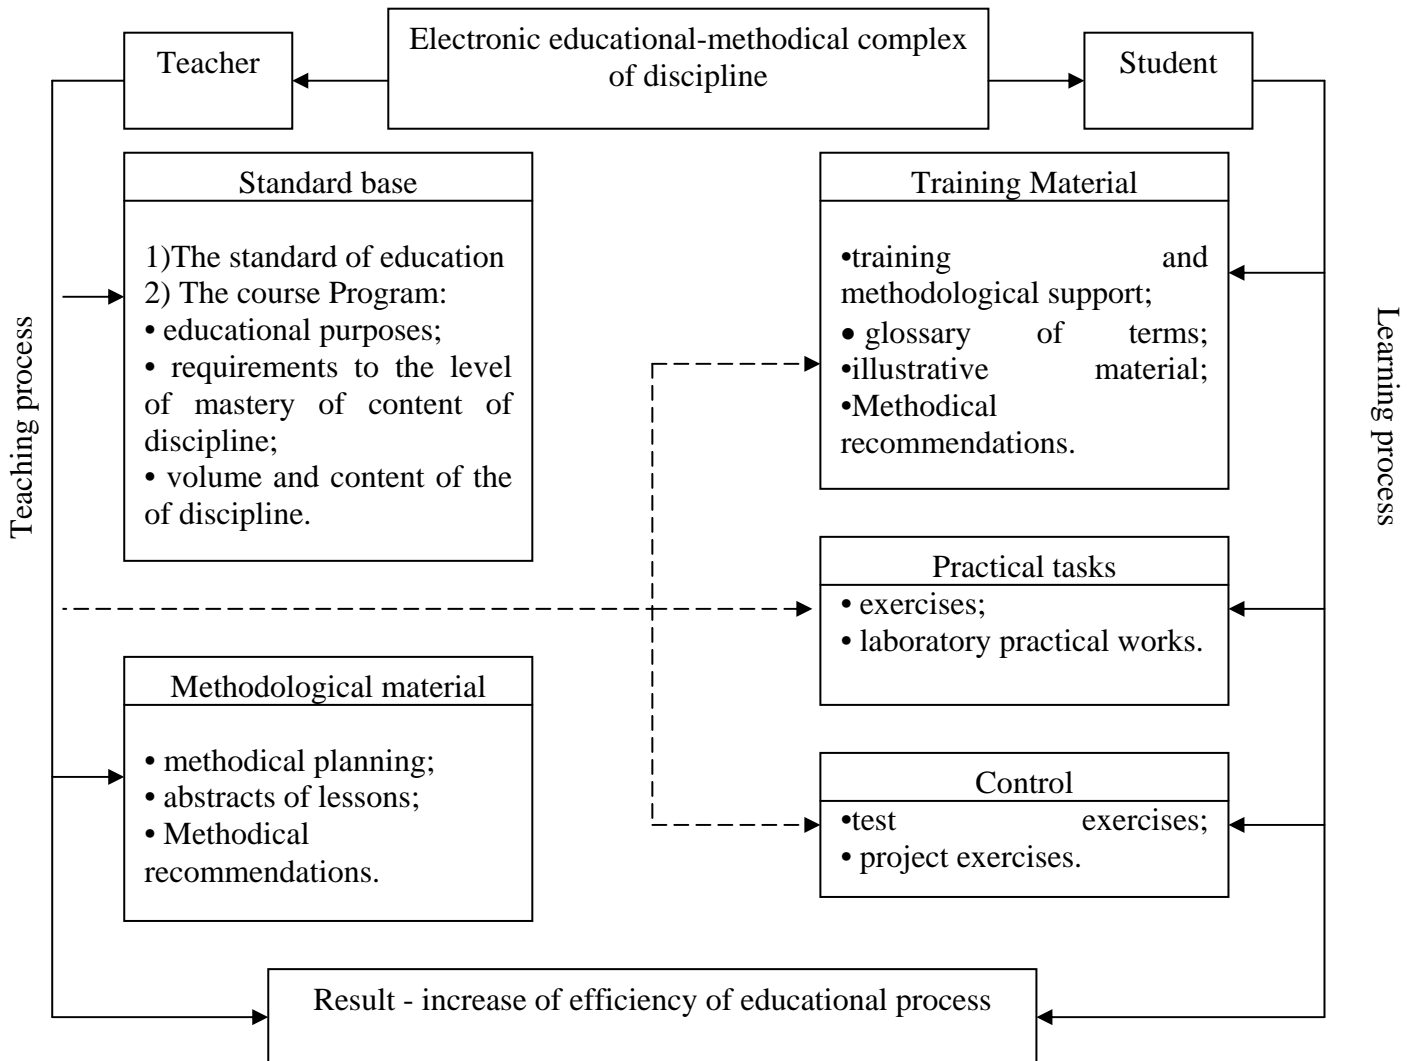 Electronic educational-methodical complex
of discipline
Teacher
Student
Teaching process
Standard base
1)The standard of education
2) The course Program:
• educational purposes;
• requirements to the level
of mastery of content of
discipline;
• volume and content of the
of discipline.
Methodological material
• methodical planning;
• abstracts of lessons;
• Methodical
recommendations.
Training Material
•training and
methodological support;
• glossary of terms;
•illustrative material;
•Methodical
recommendations.
Practical tasks
• exercises;
• laboratory practical works.
Control
•test exercises;
• project exercises.
Learning process
Result - increase of efficiency of educational process